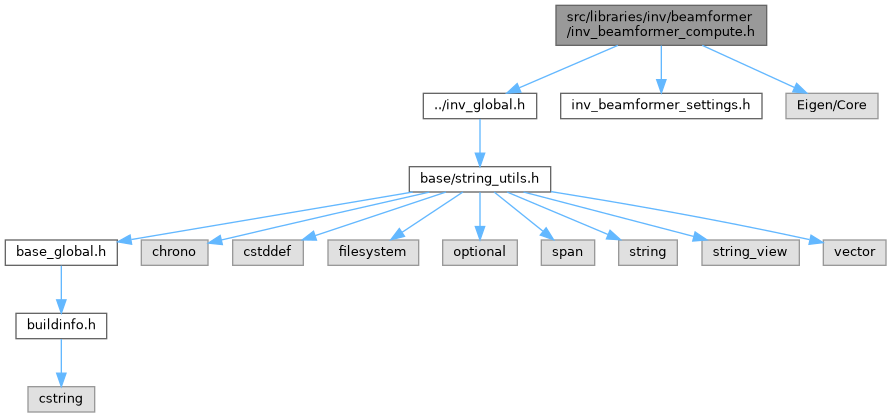 src/libraries/inv/beamformer
/inv_beamformer_compute.h
../inv_global.h
inv_beamformer_settings.h
Eigen/Core
base/string_utils.h
base_global.h
chrono
cstddef
filesystem
optional
span
string
string_view
vector
buildinfo.h
cstring